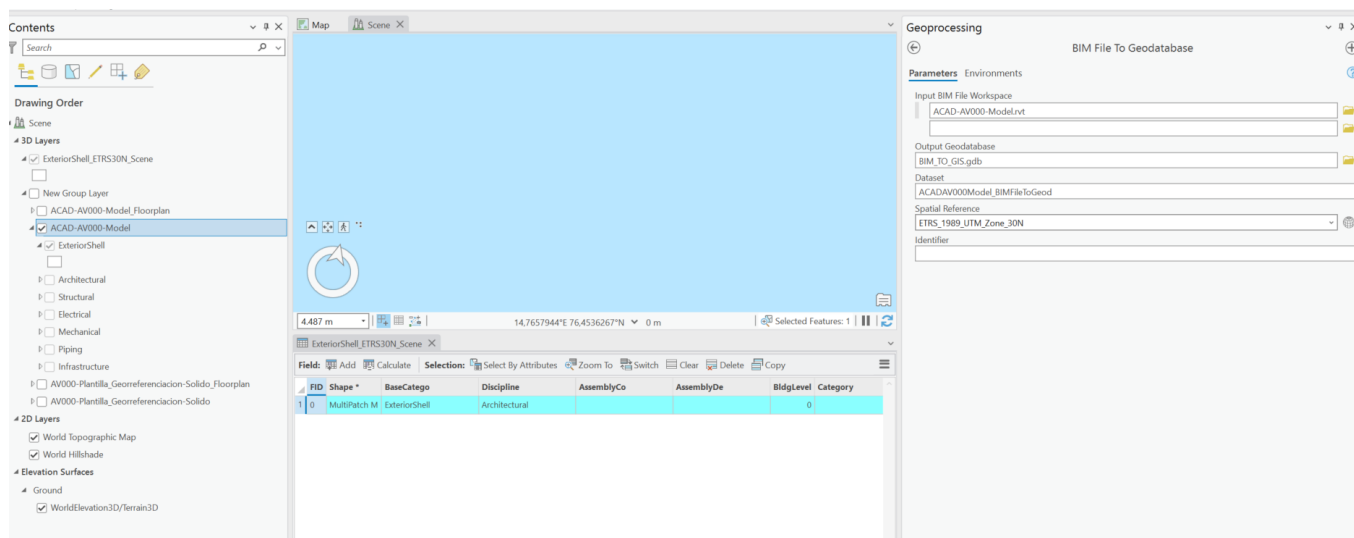 Contents
Search
Drawing Order
Scene
3D Layers
ExteriorShell_ETRS30N_Scene
New Group Layer
ACAD-AV000-Model_Floorplan
ACAD-AV000-Model
ExteriorShell
Architectural
Structural
Electrical
Mechanical
Piping
Infrastructure
AV000-Plantilla_Georreferenciacion-Solido_Floorplan
AV000-Plantilla_Georreferenciacion-Solido
2D Layers
World Topographic Map
World Hillshade
Elevation Surfaces
Ground
WorldElevation3D/Terrain3D
Map Scene
4.487 m 14,7657944°E 76,4536267°N 0 m Selected Features: 1
ExteriorShell_ETRS30N_Scene
Field: Add Calculate Selection: Select By Attributes Zoom To Switch Clear Delete Copy
FID Shape * BaseCatego Discipline AssemblyCo AssemblyDe BldgLevel Category
1 0 MultiPatch M ExteriorShell Architectural 0
Geoprocessing
BIM File To Geodatabase
Parameters Environments
Input BIM File Workspace
ACAD-AV000-Model.rvt
Output Geodatabase
BIM_TO_GIS.gdb
Dataset
ACADAV000Model_BIMFileToGeod
Spatial Reference
ETRS_1989_UTM_Zone_30N
Identifier